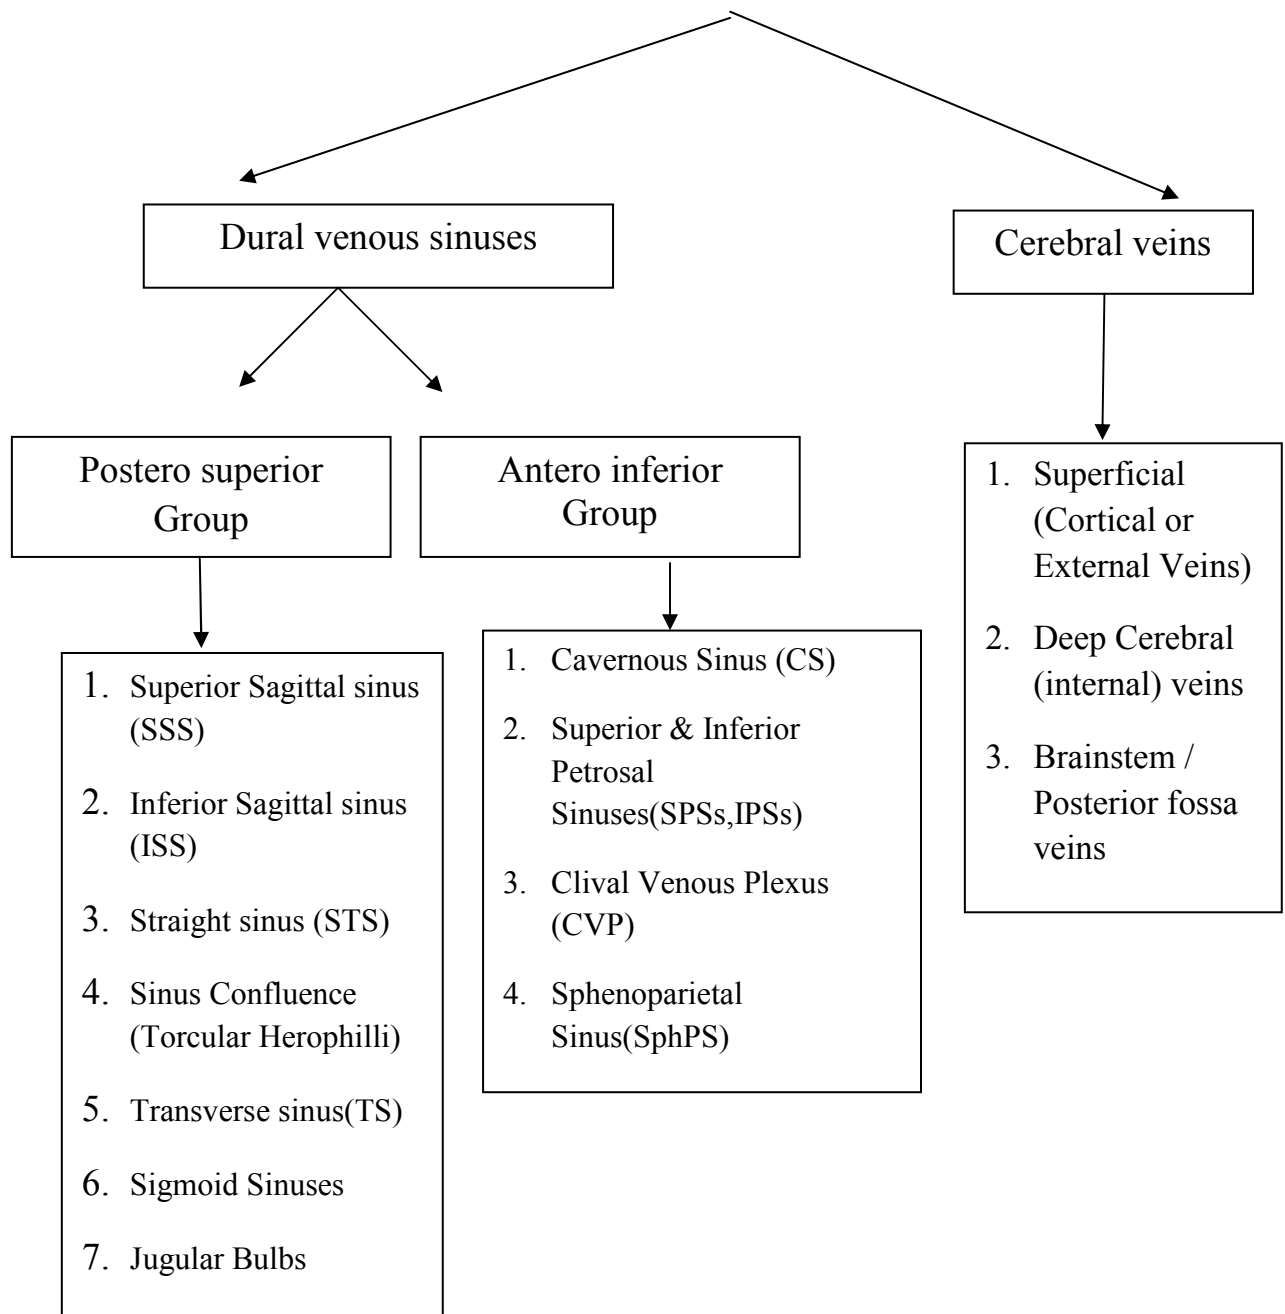 Dural venous sinuses
Cerebral veins
Postero superior
Group
Antero inferior
Group
1. Superior Sagittal sinus
(SSS)
2. Inferior Sagittal sinus
(ISS)
3. Straight sinus (STS)
4. Sinus Confluence
(Torcular Herophilli)
5. Transverse sinus(TS)
6. Sigmoid Sinuses
7. Jugular Bulbs
1. Cavernous Sinus (CS)
2. Superior & Inferior
Petrosal
Sinuses(SPSs,IPSs)
3. Clival Venous Plexus
(CVP)
4. Sphenoparietal
Sinus(SphPS)
1. Superficial
(Cortical or
External Veins)
2. Deep Cerebral
(internal) veins
3. Brainstem /
Posterior fossa
veins